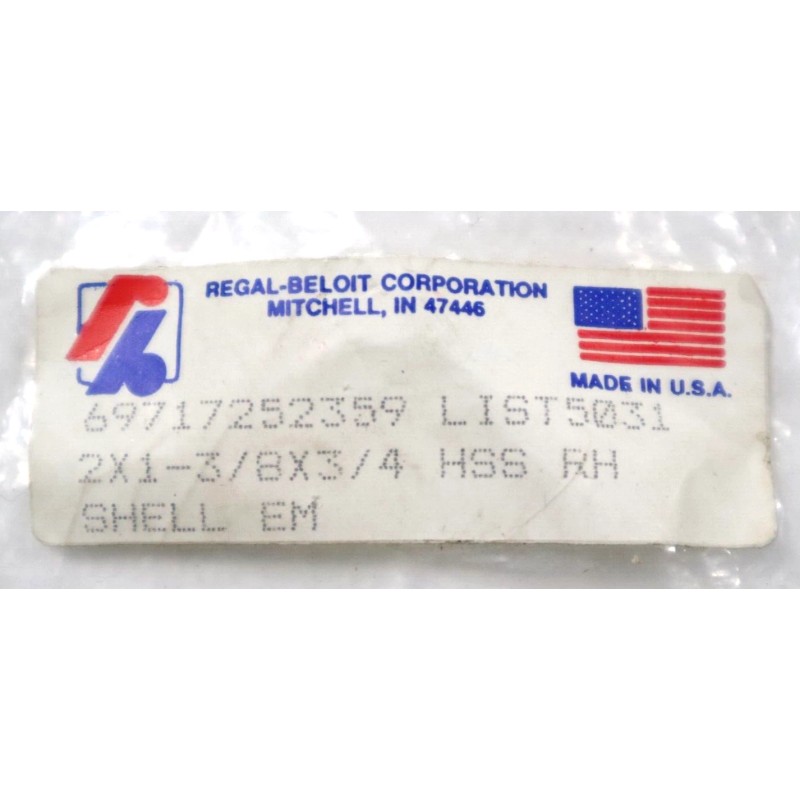 REGAL-BELOIT CORPORATION
MITCHELL, IN 47446
MADE IN U.S.A.
69717252359 LIST5031
2X1-3/8X3/4 HSS RH
SHELL EM